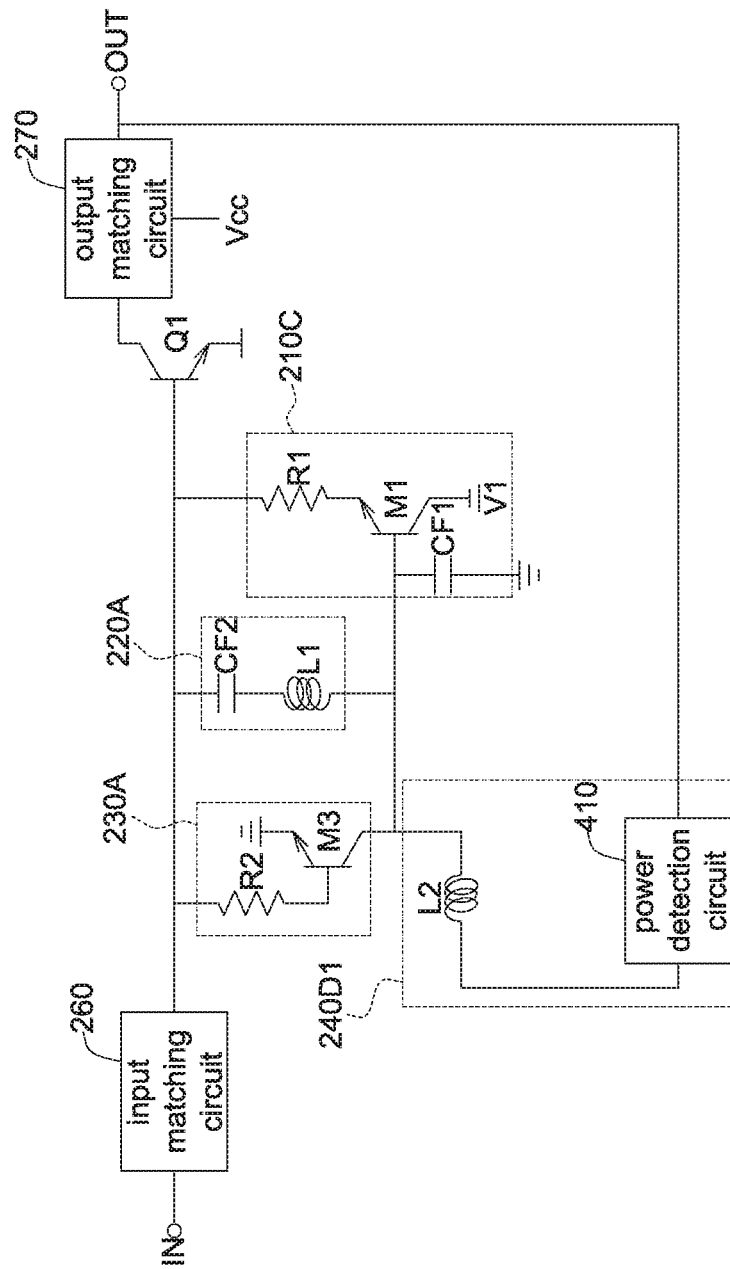 IN
260
input
matching
circuit
230A
R2
M3
220A
CF2
L1
210C
R1
M1
CF1
V1
Q1
270
output
matching
circuit
Vcc
OUT
240D1
L2
410
power
detection
circuit